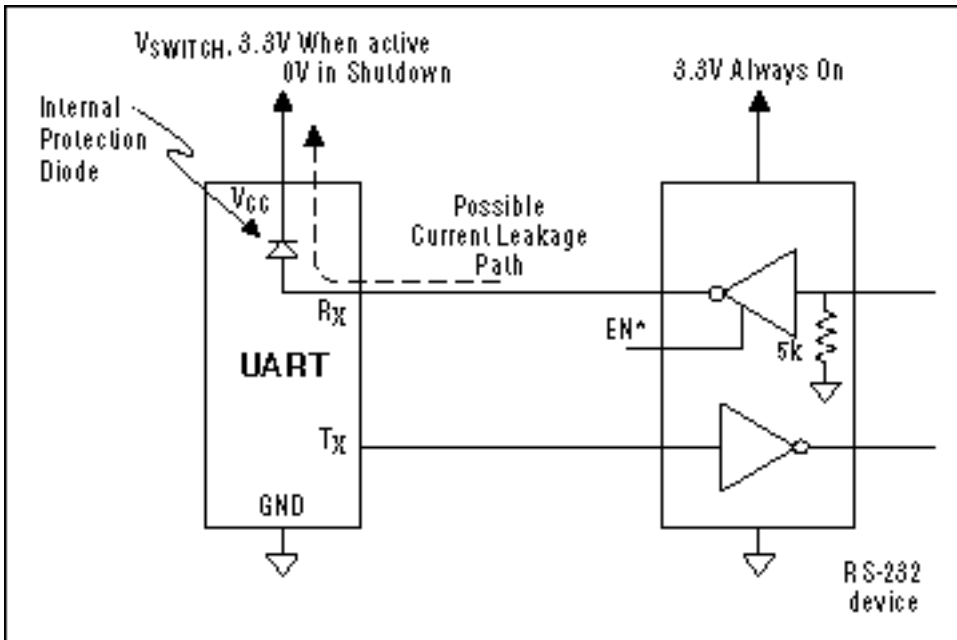 VSWITCH, 3.3V When active
0V in Shutdown
3.3V Always On
Internal
Protection
Diode
VCC
Possible
Current Leakage
Path
RX
EN*
5k
UART
TX
GND
RS-232
device